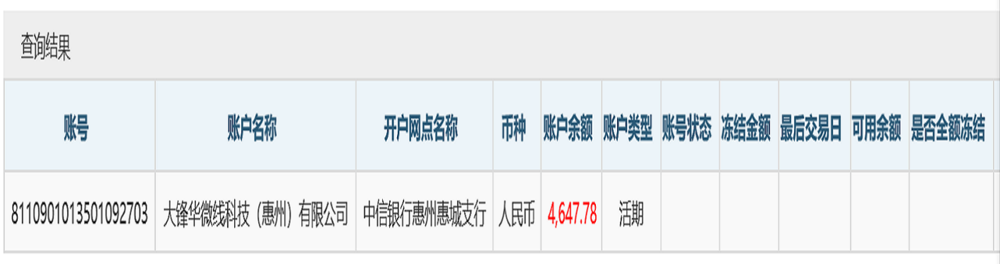 查询结果
账号 账户名称 开户网点名称 币种 账户余额 账户类型 账号状态 冻结金额 最后交易日 可用余额 是否全额冻结
8110901013501092703 大锋华微线科技（惠州）有限公司 中信银行惠州惠城支行 人民币 4,647.78 活期